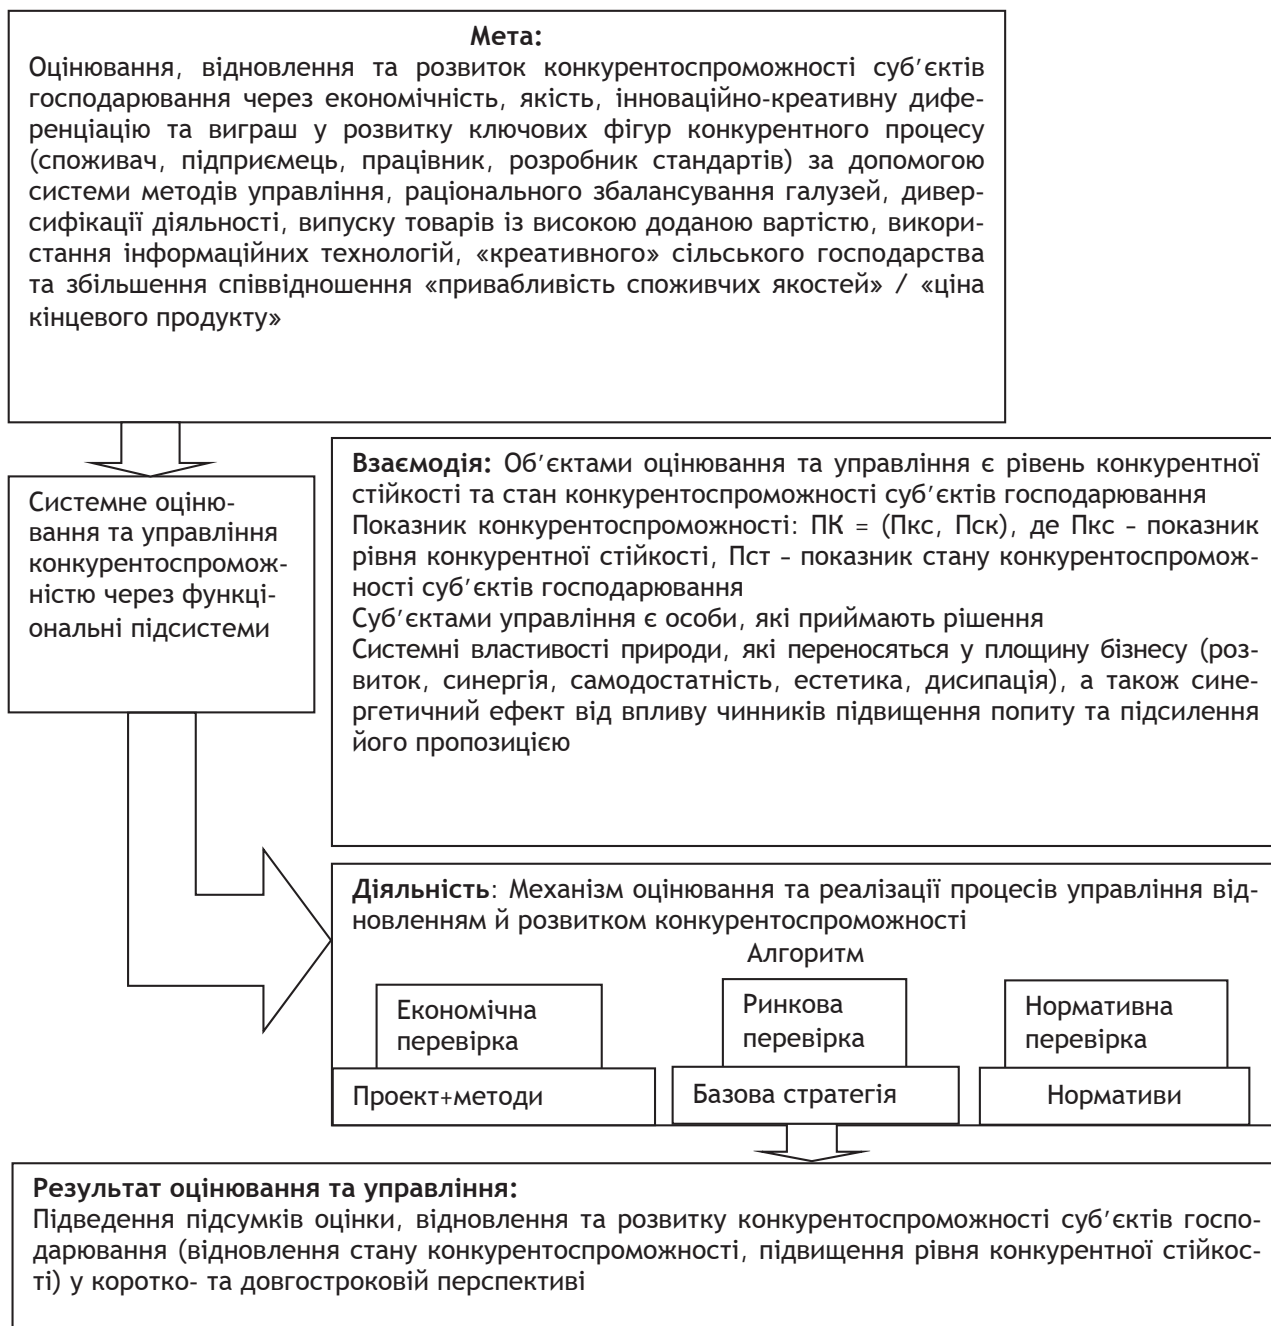 Мета:
Оцінювання, відновлення та розвиток конкурентоспроможності суб’єктів
господарювання через економічність, якість, інноваційно-креативну дифе-
ренціацію та виграш у розвитку ключових фігур конкурентного процесу
(споживач, підприємець, працівник, розробник стандартів) за допомогою
системи методів управління, раціонального збалансування галузей, дивер-
сифікації діяльності, випуску товарів із високою доданою вартістю, викори-
стання інформаційних технологій, «креативного» сільського господарства
та збільшення співвідношення «привабливість споживчих якостей» / «ціна
кінцевого продукту»
Системне оціню-
вання та управління
конкурентоспромож-
ністю через функці-
ональні підсистеми
Взаємодія: Об’єктами оцінювання та управління є рівень конкурентної
стійкості та стан конкурентоспроможності суб’єктів господарювання
Показник конкурентоспроможності: ПК = (Пкс, Пск), де Пкс – показник
рівня конкурентної стійкості, Пст – показник стану конкурентоспромож-
ності суб’єктів господарювання
Суб’єктами управління є особи, які приймають рішення
Системні властивості природи, які переносяться у площину бізнесу (роз-
виток, синергія, самодостатність, естетика, дисипація), а також сине-
ргетичний ефект від впливу чинників підвищення попиту та підсилення
його пропозицією
Діяльність: Механізм оцінювання та реалізації процесів управління від-
новленням й розвитком конкурентоспроможності
Алгоритм
Економічна
перевірка
Проект+методи
Ринкова
перевірка
Базова стратегія
Нормативна
перевірка
Нормативи
Результат оцінювання та управління:
Підведення підсумків оцінки, відновлення та розвитку конкурентоспроможності суб’єктів госпо-
дарювання (відновлення стану конкурентоспроможності, підвищення рівня конкурентної стійкос-
ті) у коротко- та довгостроковій перспективі